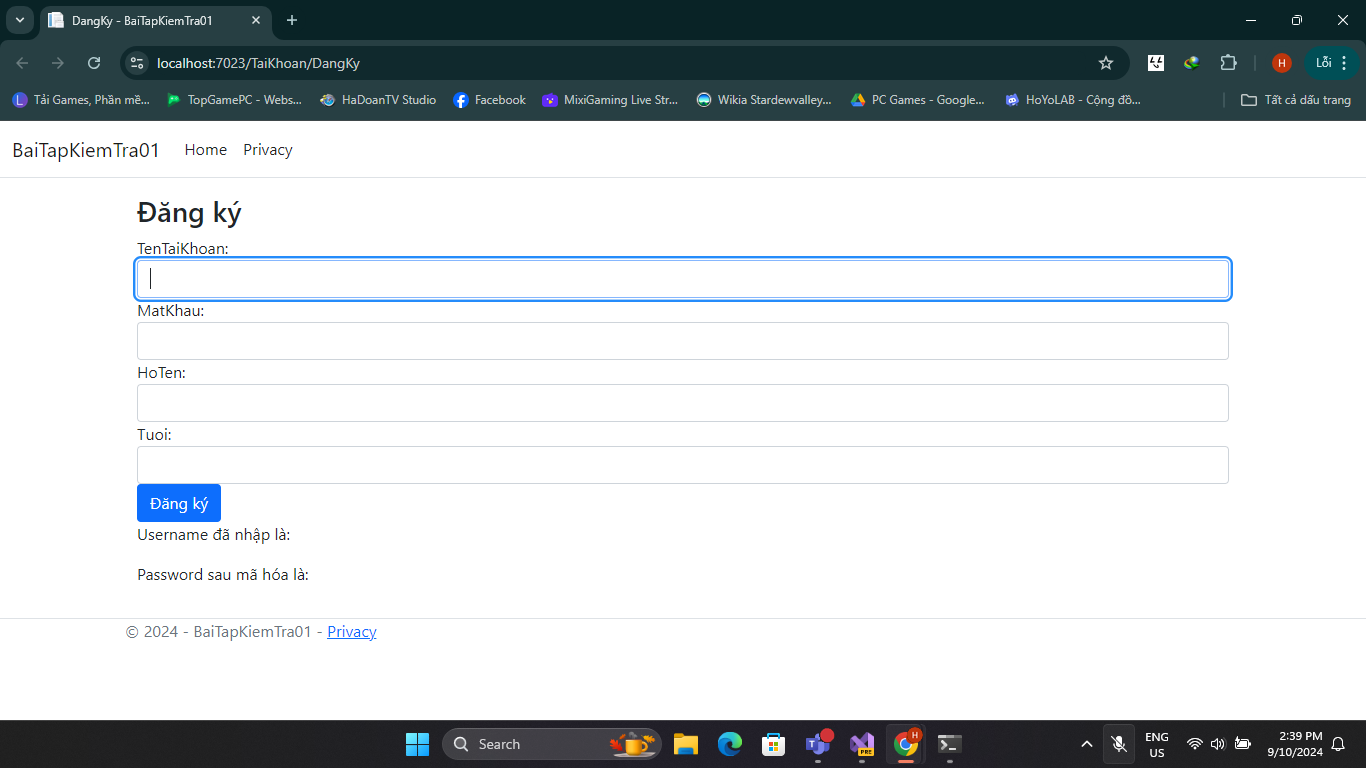 DangKy - BaiTapKiemTra01
localhost:7023/TaiKhoan/DangKy
H
Lỗi
L
Tải Games, Phần mề...
TopGamePC - Webs...
HaDoanTV Studio
Facebook
MixiGaming Live Str...
Wikia Stardewvalley...
PC Games - Google...
HoYoLAB - Cộng đồ...
Tất cả dấu trang
BaiTapKiemTra01 Home Privacy
Đăng ký
TenTaiKhoan:
MatKhau:
HoTen:
Tuoi:
Đăng ký
Username đã nhập là:
Password sau mã hóa là:
© 2024 - BaiTapKiemTra01 - Privacy
Search
PRE
H
ENG
US
2:39 PM
9/10/2024